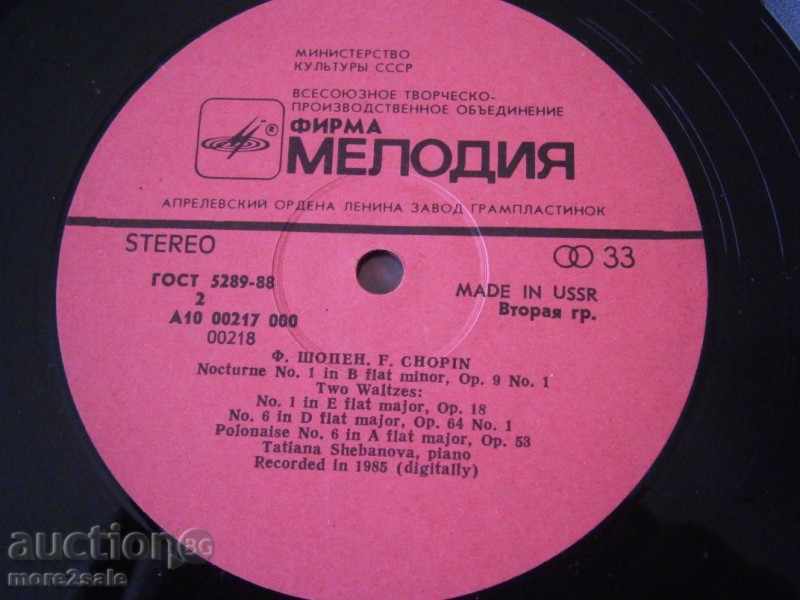 МИНИСТЕРСТВО
КУЛЬТУРЫ СССР
ВСЕСОЮЗНОЕ ТВОРЧЕСКО-
ПРОИЗВОДСТВЕННОЕ ОБЪЕДИНЕНИЕ
®
ФИРМА
МЕЛОДИЯ
АПРЕЛЕВСКИЙ ОРДЕНА ЛЕНИНА ЗАВОД ГРАМПЛАСТИНОК
STEREO
33
ГОСТ 5289-88
2
MADE IN USSR
Вторая гр.
А10 00217 000
00218
Ф. ШОПЕН. F. CHOPIN
Nocturne No. 1 in B flat minor, Op. 9 No. 1
Two Waltzes:
No. 1 in E flat major, Op. 18
No. 6 in D flat major, Op. 64 No. 1
Polonaise No. 6 in A flat major, Op. 53
Tatiana Shebanova, piano
Recorded in 1985 (digitally)
auctionBG
more2sale